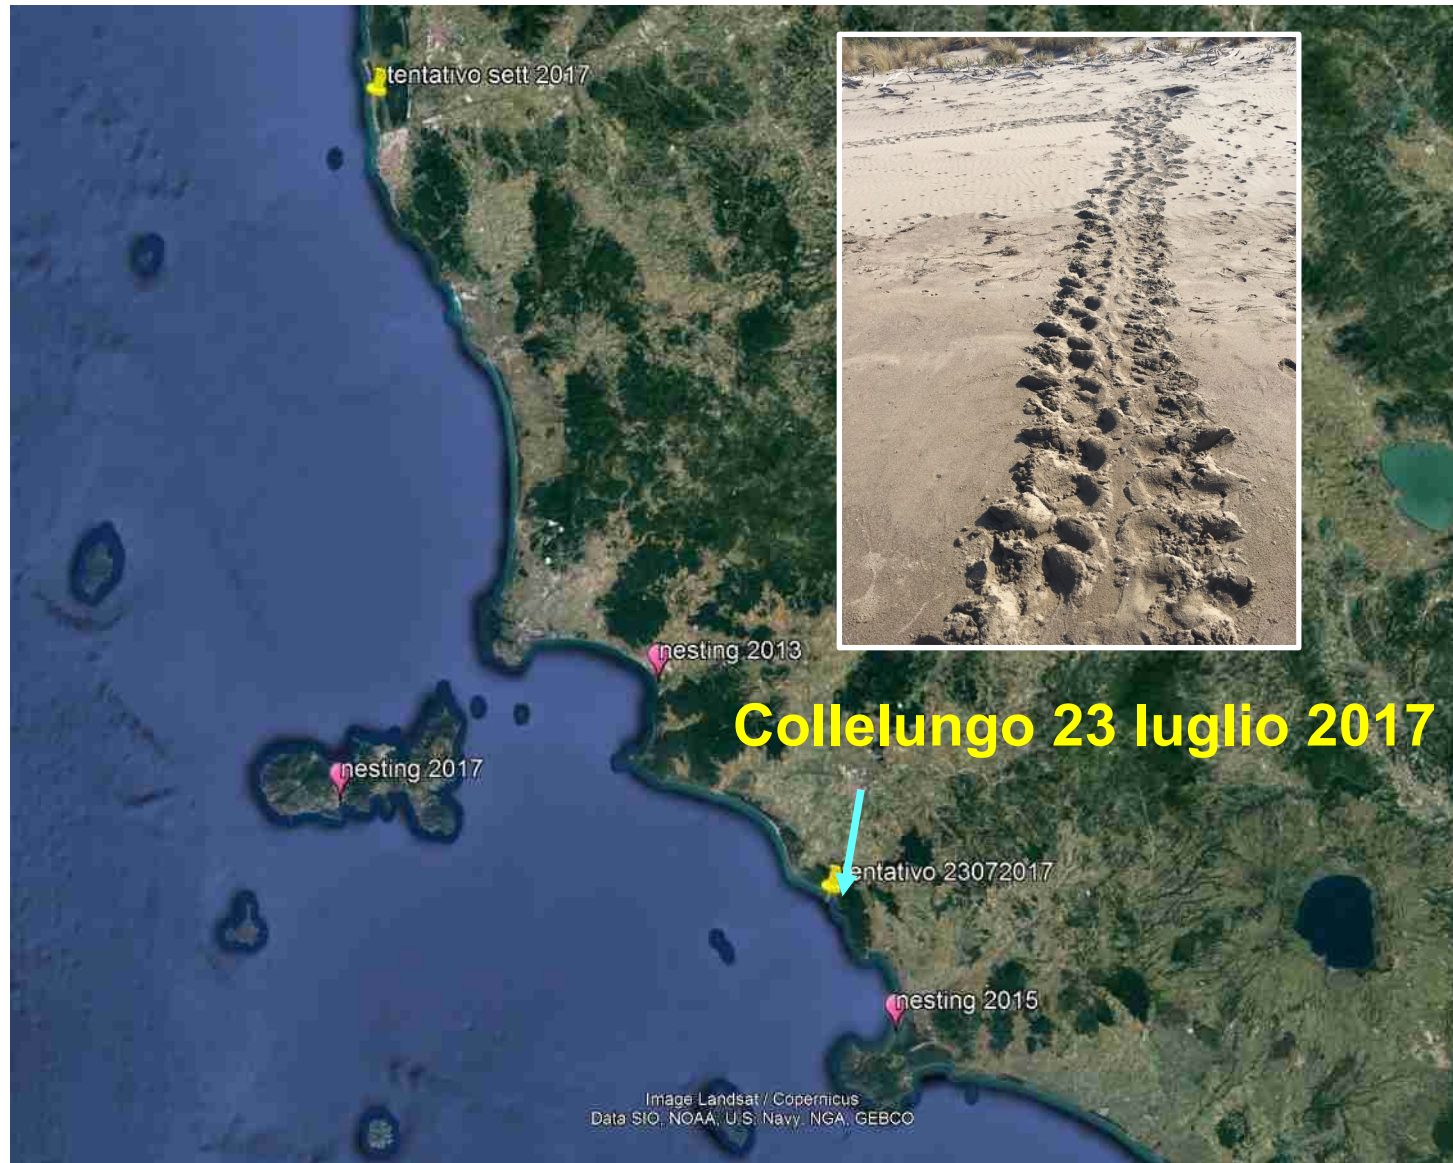 tentativo sett 2017
nesting 2013
Collelungo 23 luglio 2017
nesting 2017
entativo 23072017
nesting 2015
Image Landsat / Copernicus
Data SIO, NOAA, U.S. Navy, NGA, GEBCO